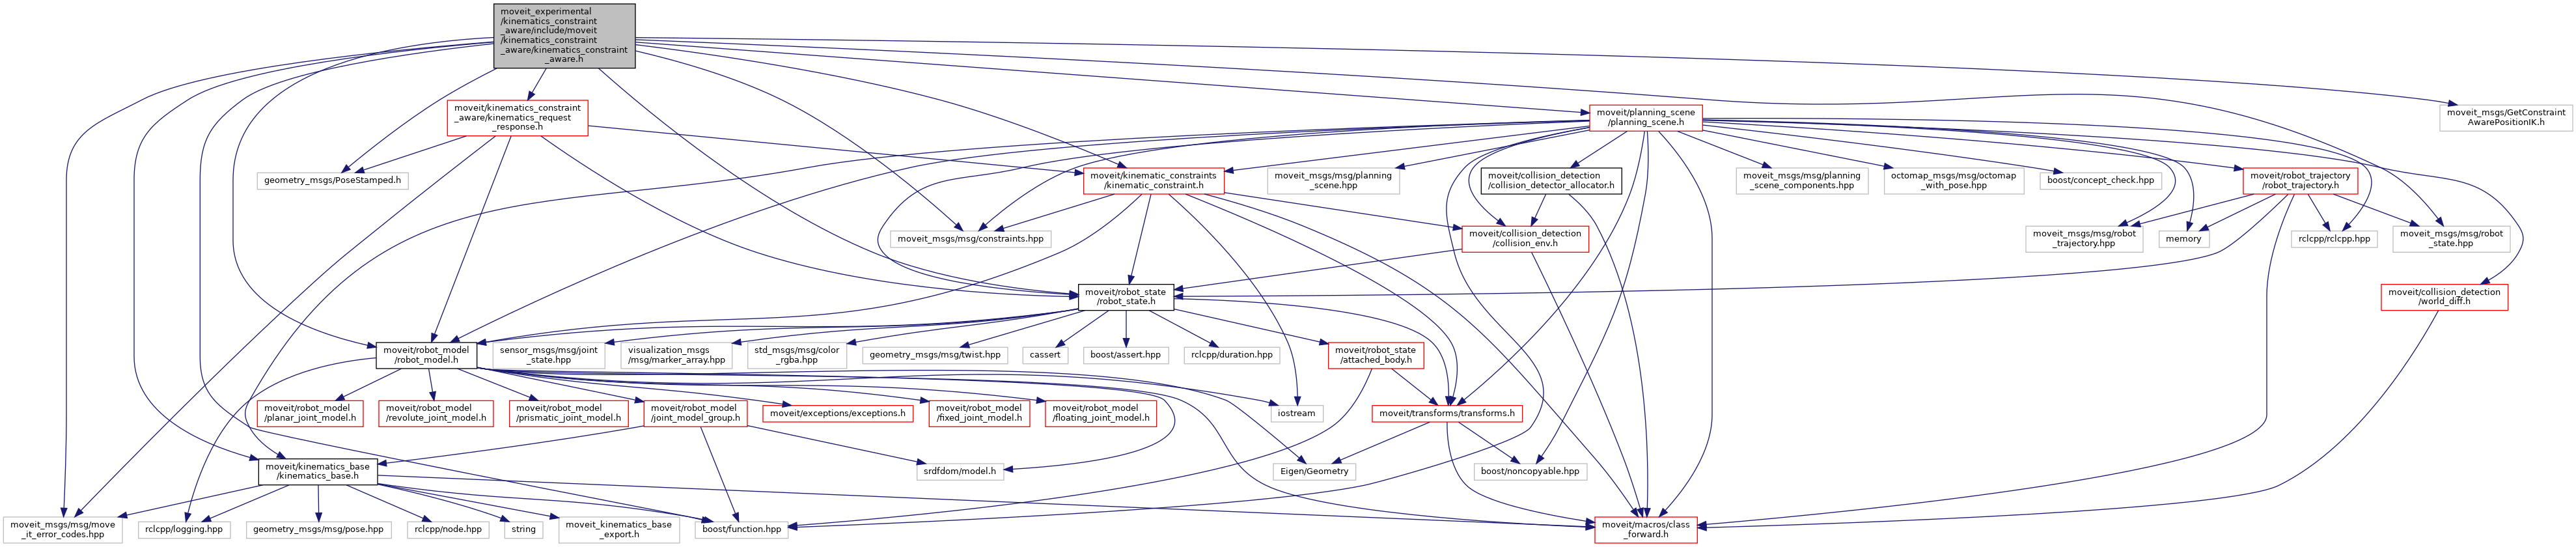 moveit_experimental
/kinematics_constraint
_aware/include/moveit
/kinematics_constraint
_aware/kinematics_constraint
_aware.h
moveit/kinematics_constraint
_aware/kinematics_request
_response.h
moveit/planning_scene
/planning_scene.h
moveit_msgs/GetConstraint
AwarePositionIK.h
geometry_msgs/PoseStamped.h
moveit/kinematic_constraints
/kinematic_constraint.h
moveit_msgs/msg/planning
_scene.hpp
moveit/collision_detection
/collision_detector_allocator.h
moveit_msgs/msg/planning
_scene_components.hpp
octomap_msgs/msg/octomap
_with_pose.hpp
boost/concept_check.hpp
moveit/robot_trajectory
/robot_trajectory.h
moveit_msgs/msg/constraints.hpp
moveit/collision_detection
/collision_env.h
moveit_msgs/msg/robot
_trajectory.hpp
memory
rclcpp/rclcpp.hpp
moveit_msgs/msg/robot
_state.hpp
moveit/robot_state
/robot_state.h
moveit/collision_detection
/world_diff.h
moveit/robot_model
/robot_model.h
sensor_msgs/msg/joint
_state.hpp
visualization_msgs
/msg/marker_array.hpp
std_msgs/msg/color
_rgba.hpp
geometry_msgs/msg/twist.hpp
cassert
boost/assert.hpp
rclcpp/duration.hpp
moveit/robot_state
/attached_body.h
moveit/robot_model
/planar_joint_model.h
moveit/robot_model
/revolute_joint_model.h
moveit/robot_model
/prismatic_joint_model.h
moveit/robot_model
/joint_model_group.h
moveit/exceptions/exceptions.h
moveit/robot_model
/fixed_joint_model.h
moveit/robot_model
/floating_joint_model.h
iostream
moveit/transforms/transforms.h
moveit/kinematics_base
/kinematics_base.h
srdfdom/model.h
Eigen/Geometry
boost/noncopyable.hpp
moveit_msgs/msg/move
_it_error_codes.hpp
rclcpp/logging.hpp
geometry_msgs/msg/pose.hpp
rclcpp/node.hpp
string
moveit_kinematics_base
_export.h
boost/function.hpp
moveit/macros/class
_forward.h